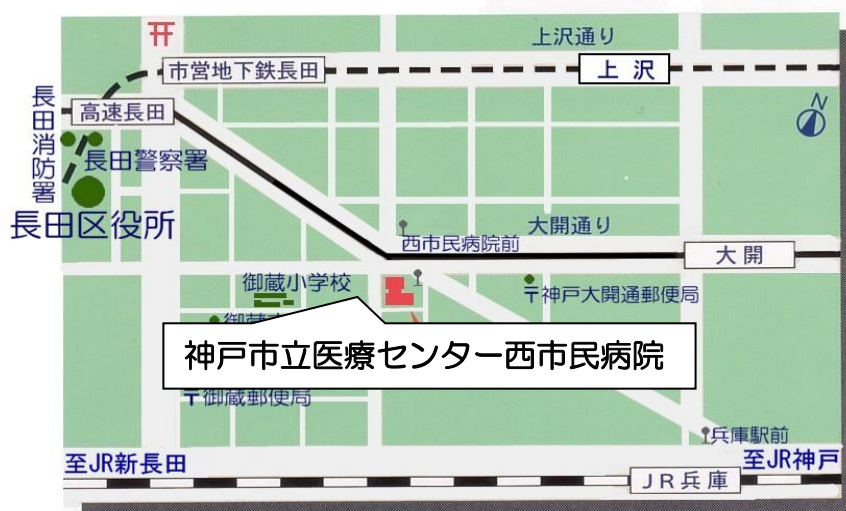 上沢通り
市営地下鉄長田
上沢
N
高速長田
長田消防署
長田警察署
長田区役所
西市民病院前
大開通り
大開
御蔵小学校
〒神戸大開通郵便局
神戸市立医療センター西市民病院
〒御蔵郵便局
兵庫駅前
至JR新長田
至JR神戸
JR兵庫